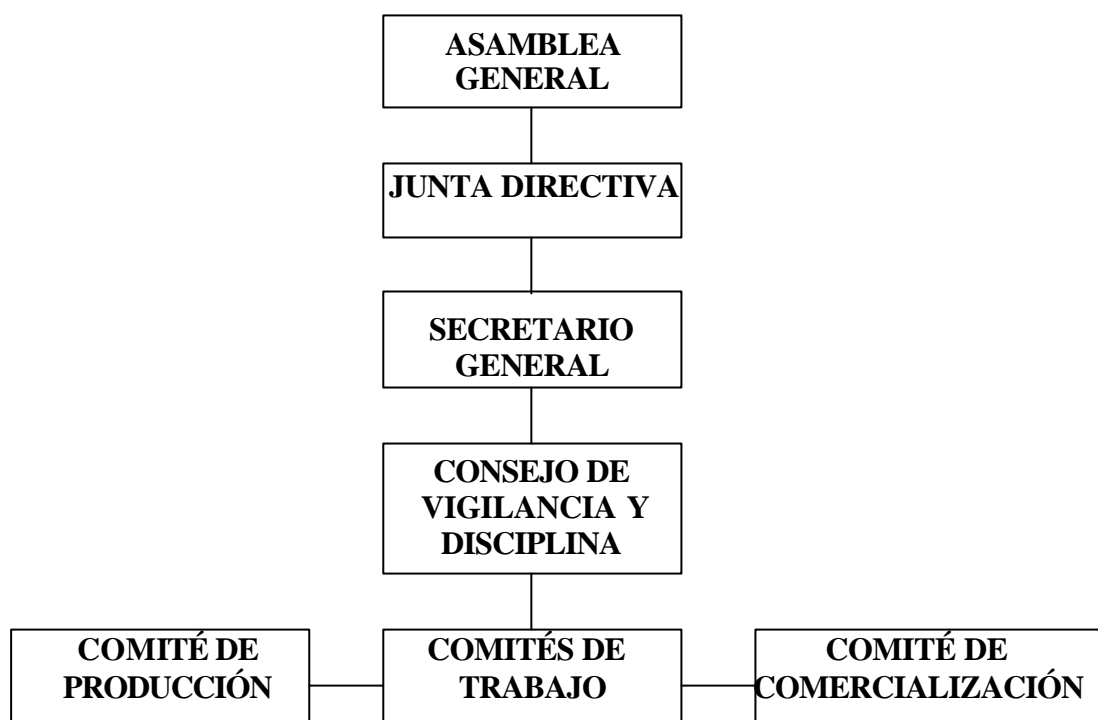 ASAMBLEA
GENERAL
JUNTA DIRECTIVA
SECRETARIO
GENERAL
CONSEJO DE
VIGILANCIA Y
DISCIPLINA
COMITÉ DE
PRODUCCIÓN
COMITÉS DE
TRABAJO
COMITÉ DE
COMERCIALIZACIÓN